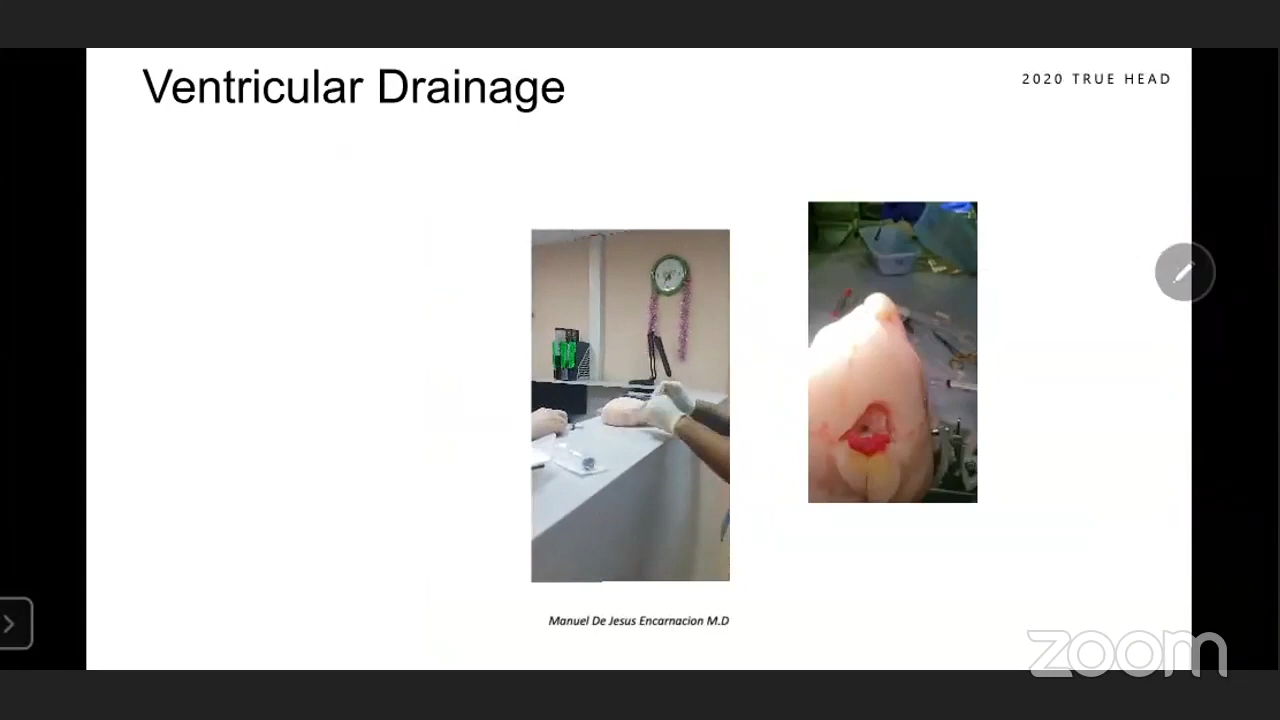 Ventricular Drainage
2020 TRUE HEAD
Manuel De Jesus Encarnacion M.D
zoom